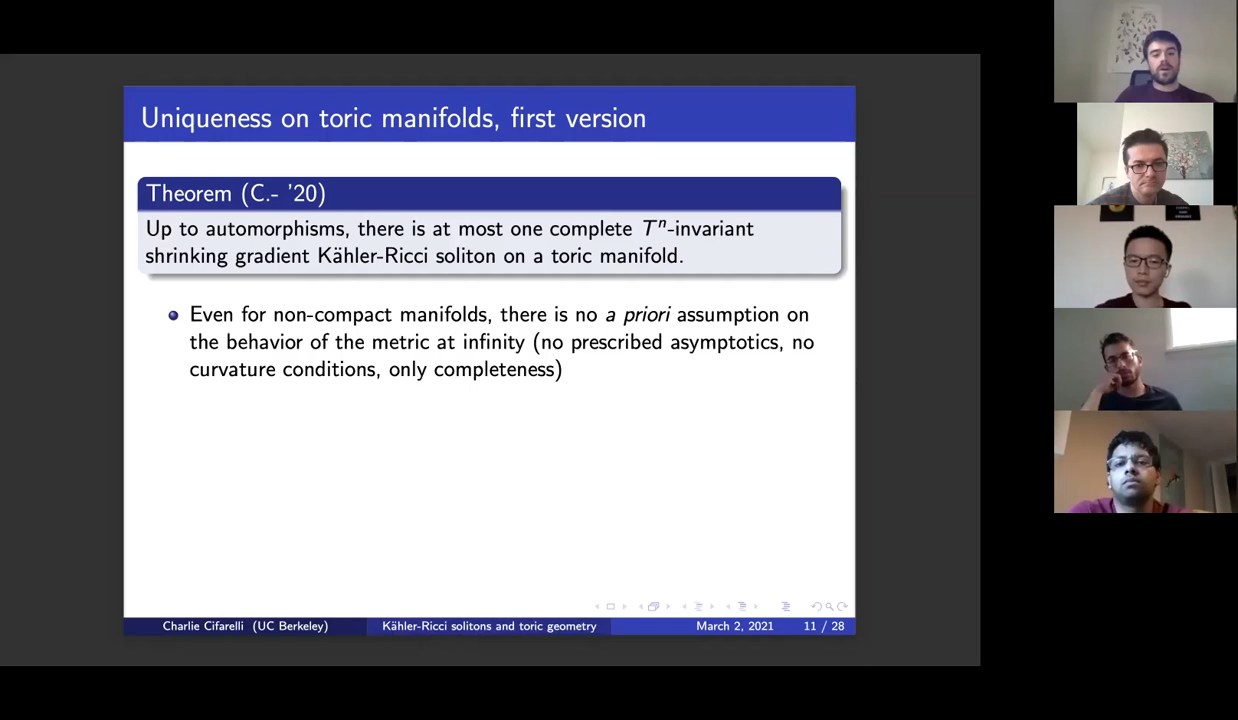 Uniqueness on toric manifolds, first version
Theorem (C.- '20)
Up to automorphisms, there is at most one complete Tⁿ-invariant
shrinking gradient Kähler-Ricci soliton on a toric manifold.
Even for non-compact manifolds, there is no a priori assumption on
the behavior of the metric at infinity (no prescribed asymptotics, no
curvature conditions, only completeness)
Charlie Cifarelli (UC Berkeley)
Kähler-Ricci solitons and toric geometry
March 2, 2021
11 / 28